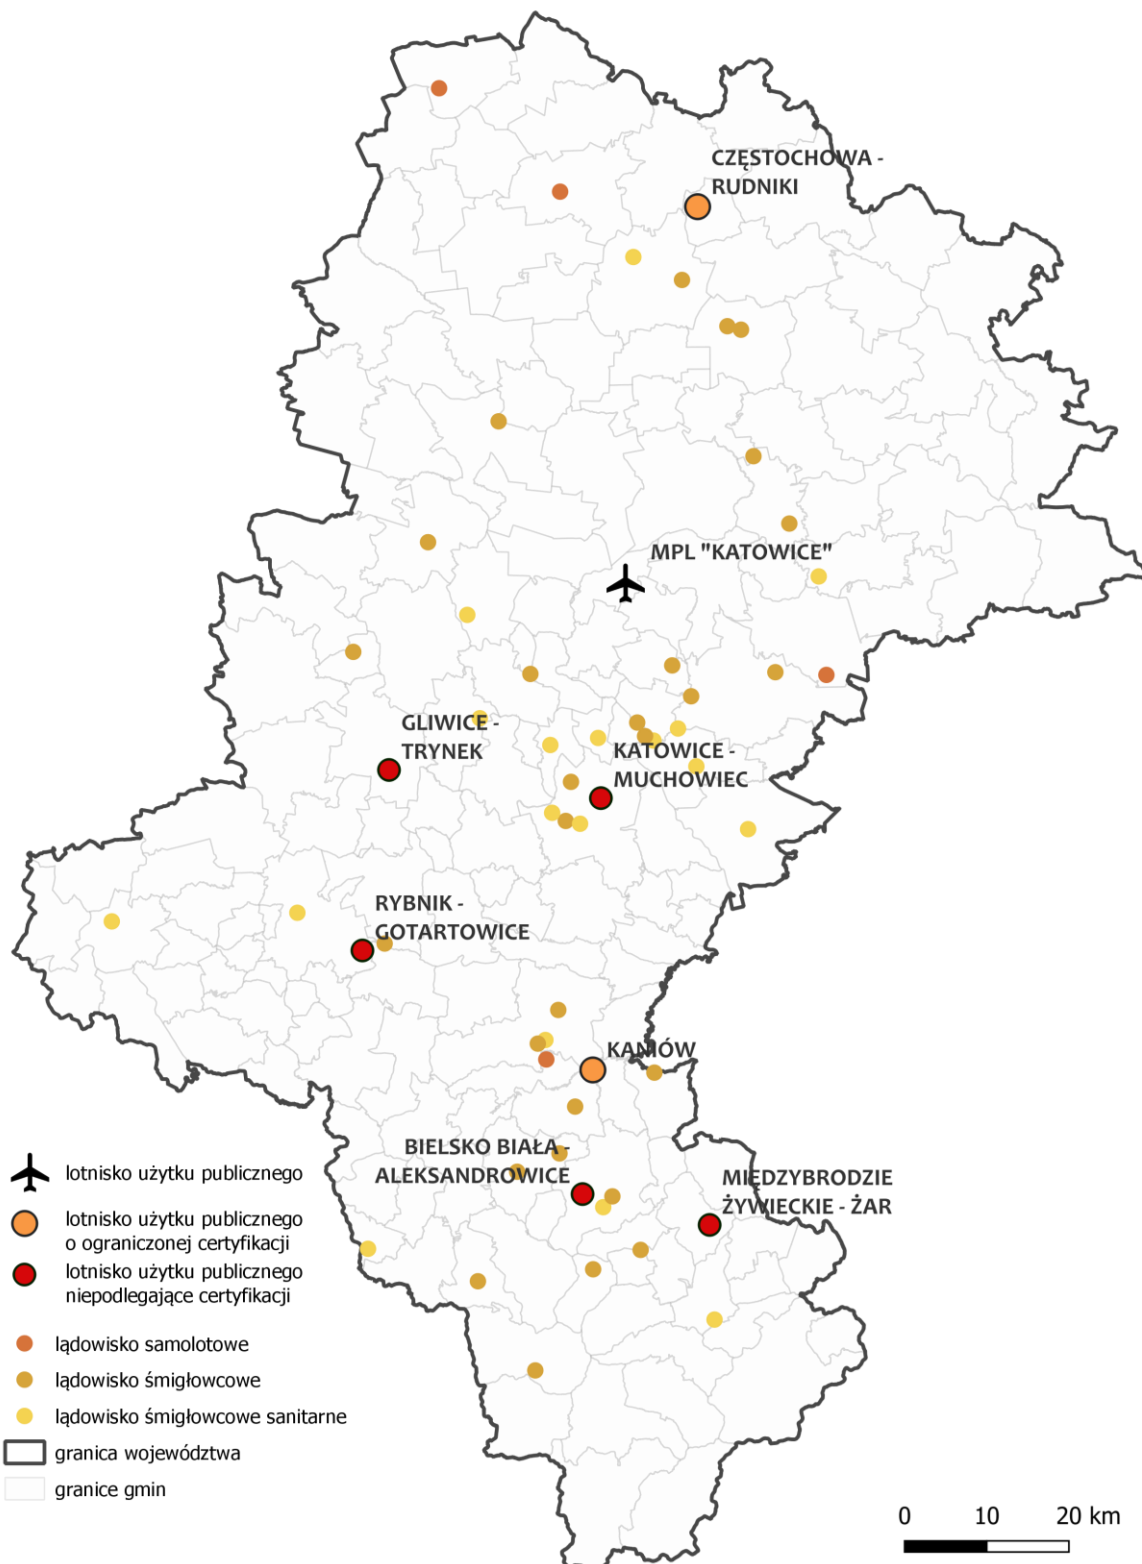 CZĘSTOCHOWA -
RUDNIKI
MPL "KATOWICE"
GLIWICE -
TRYNEK
KATOWICE -
MUCHOWIEC
RYBNIK -
GOTARTOWICE
KANIÓW
BIELSKO BIAŁA -
ALEKSANDROWICE
MIĘDZYBRODZIE
ŻYWIECKIE - ŻAR
lotnisko użytku publicznego
lotnisko użytku publicznego
o ograniczonej certyfikacji
lotnisko użytku publicznego
niepodlegające certyfikacji
lądowisko samolotowe
lądowisko śmigłowcowe
lądowisko śmigłowcowe sanitarne
granica województwa
granice gmin
0 10 20 km